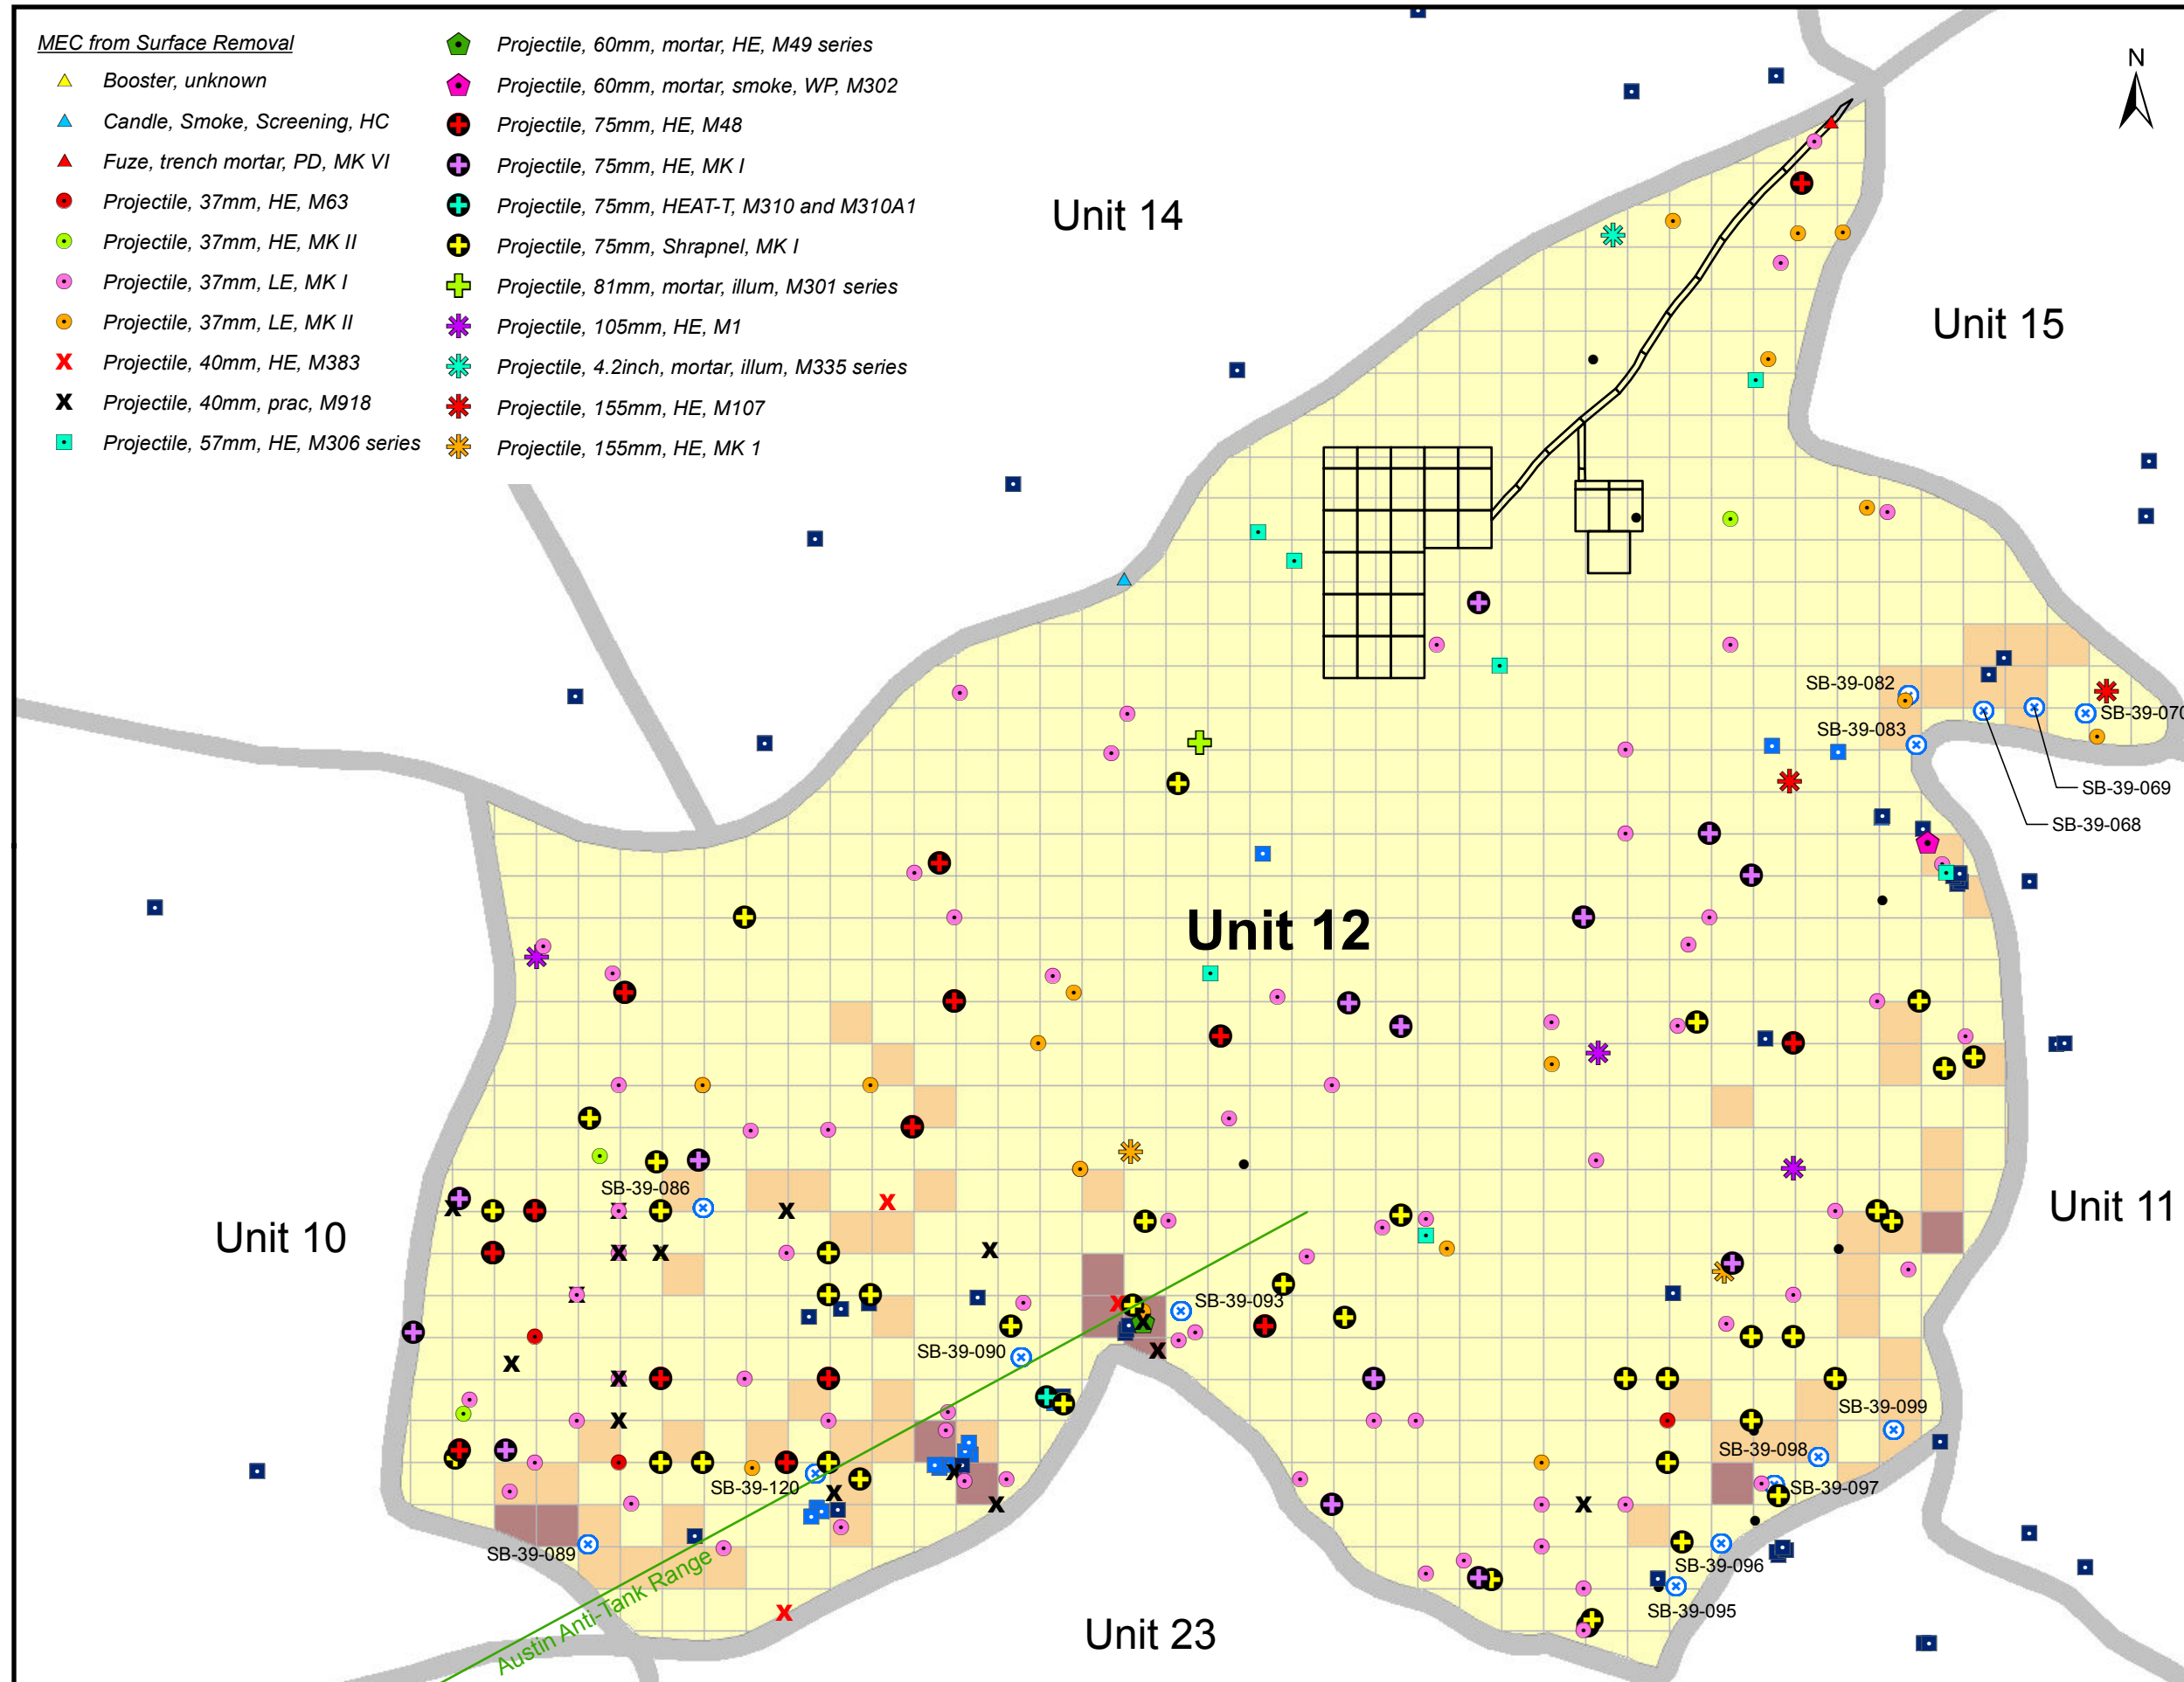 MEC from Surface Removal
Booster, unknown
Candle, Smoke, Screening, HC
Fuze, trench mortar, PD, MK VI
Projectile, 37mm, HE, M63
Projectile, 37mm, HE, MK II
Projectile, 37mm, LE, MK I
Projectile, 37mm, LE, MK II
Projectile, 40mm, HE, M383
Projectile, 40mm, prac, M918
Projectile, 57mm, HE, M306 series
Projectile, 60mm, mortar, HE, M49 series
Projectile, 60mm, mortar, smoke, WP, M302
Projectile, 75mm, HE, M48
Projectile, 75mm, HE, MK I
Projectile, 75mm, HEAT-T, M310 and M310A1
Projectile, 75mm, Shrapnel, MK I
Projectile, 81mm, mortar, illum, M301 series
Projectile, 105mm, HE, M1
Projectile, 4.2inch, mortar, illum, M335 series
Projectile, 155mm, HE, M107
Projectile, 155mm, HE, MK 1
N
Unit 14
Unit 15
SB-39-082
SB-39-070
SB-39-083
SB-39-069
SB-39-068
Unit 12
SB-39-086
Unit 11
Unit 10
SB-39-093
SB-39-090
SB-39-099
SB-39-098
SB-39-120
SB-39-097
SB-39-089
SB-39-096
Austin Anti-Tank Range
SB-39-095
Unit 23